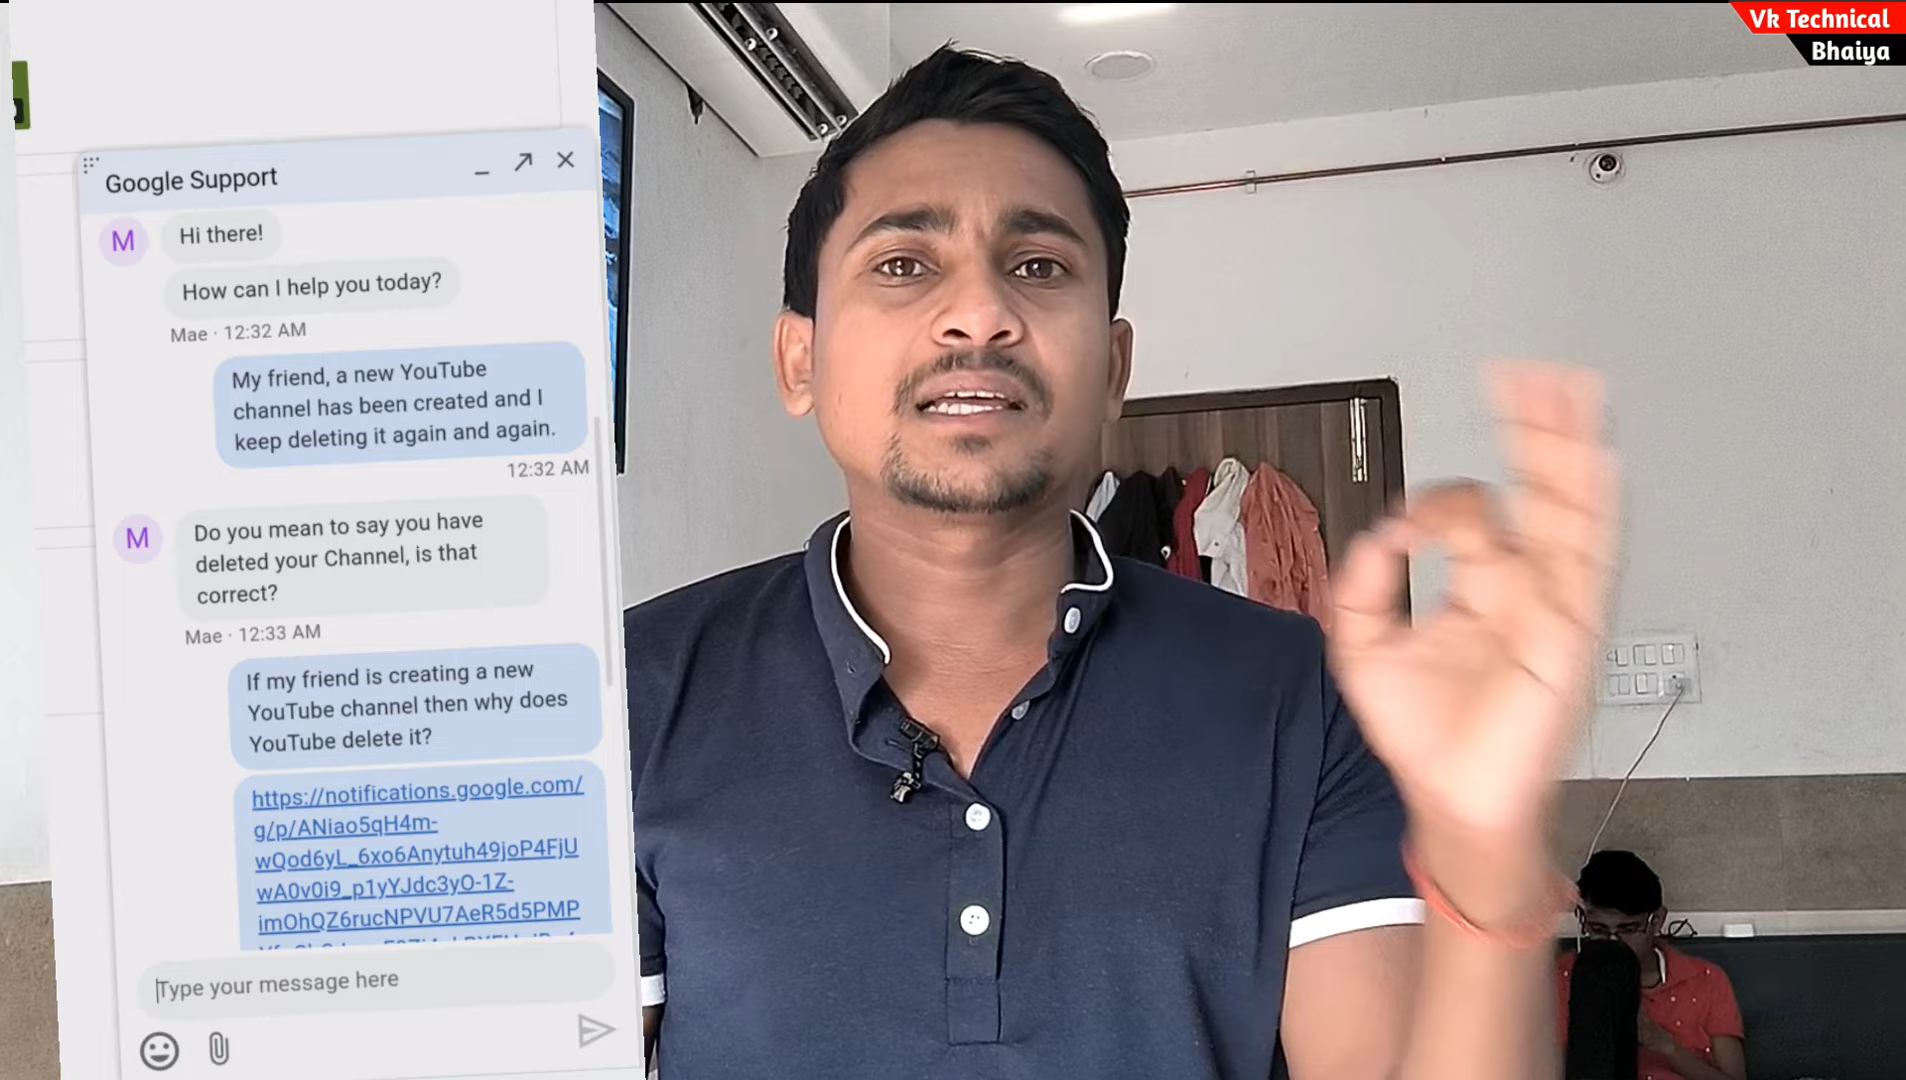 Vk Technical
Bhaiya
Google Support
M
Hi there!
How can I help you today?
Mae · 12:32 AM
My friend, a new YouTube
channel has been created and I
keep deleting it again and again.
12:32 AM
M
Do you mean to say you have
deleted your Channel, is that
correct?
Mae · 12:33 AM
If my friend is creating a new
YouTube channel then why does
YouTube delete it?
https://notifications.google.com/
g/p/ANiao5qH4m-
wQod6yL_6xo6Anytuh49joP4FjU
wA0v0i9_p1yYJdc3yO-1Z-
imOhQZ6rucNPVU7AeR5d5PMP
Type your message here